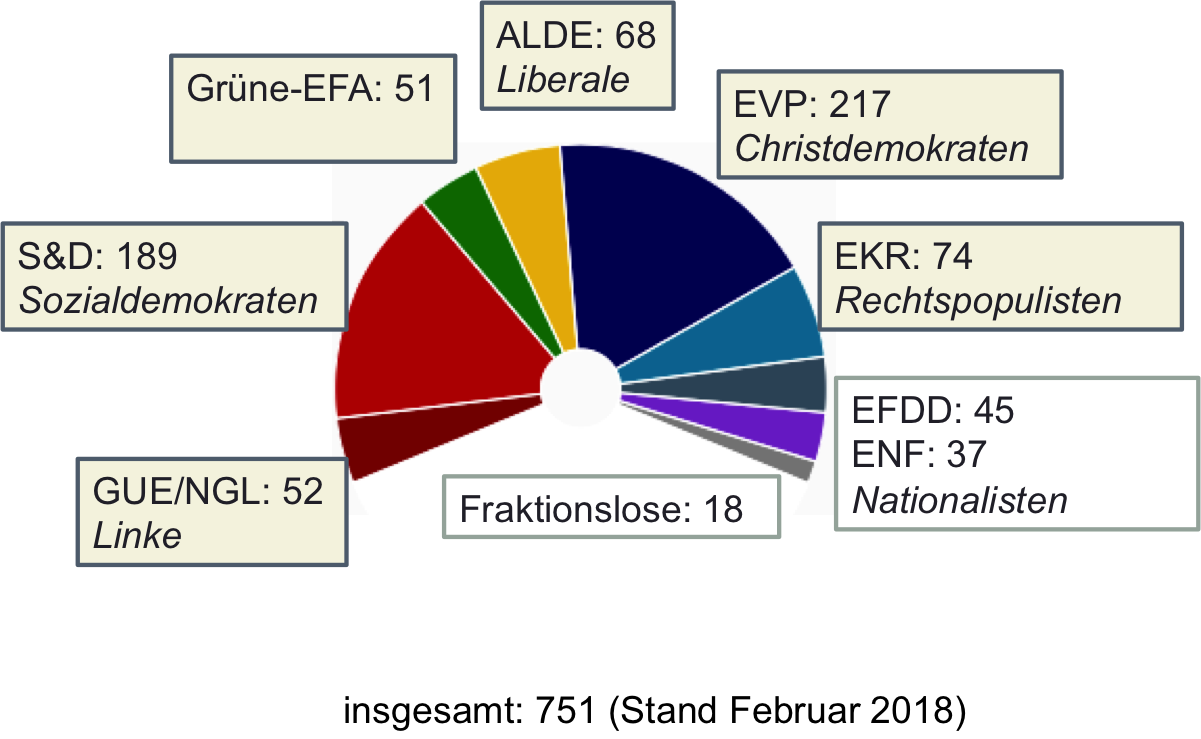 ALDE: 68
Liberale
Grüne-EFA: 51
EVP: 217
Christdemokraten
S&D: 189
Sozialdemokraten
EKR: 74
Rechtspopulisten
EFDD: 45
ENF: 37
Nationalisten
GUE/NGL: 52
Linke
Fraktionslose: 18
insgesamt: 751 (Stand Februar 2018)